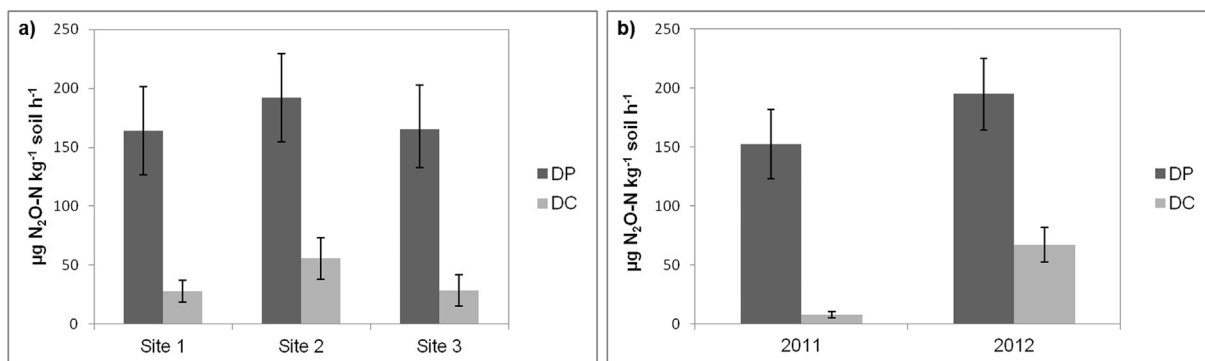 a)
250
200
150
100
50
0
µg N₂O-N kg⁻¹ soil h⁻¹
Site 1 Site 2 Site 3
DP
DC
b)
250
200
150
100
50
0
µg N₂O-N kg⁻¹ soil h⁻¹
2011 2012
DP
DC